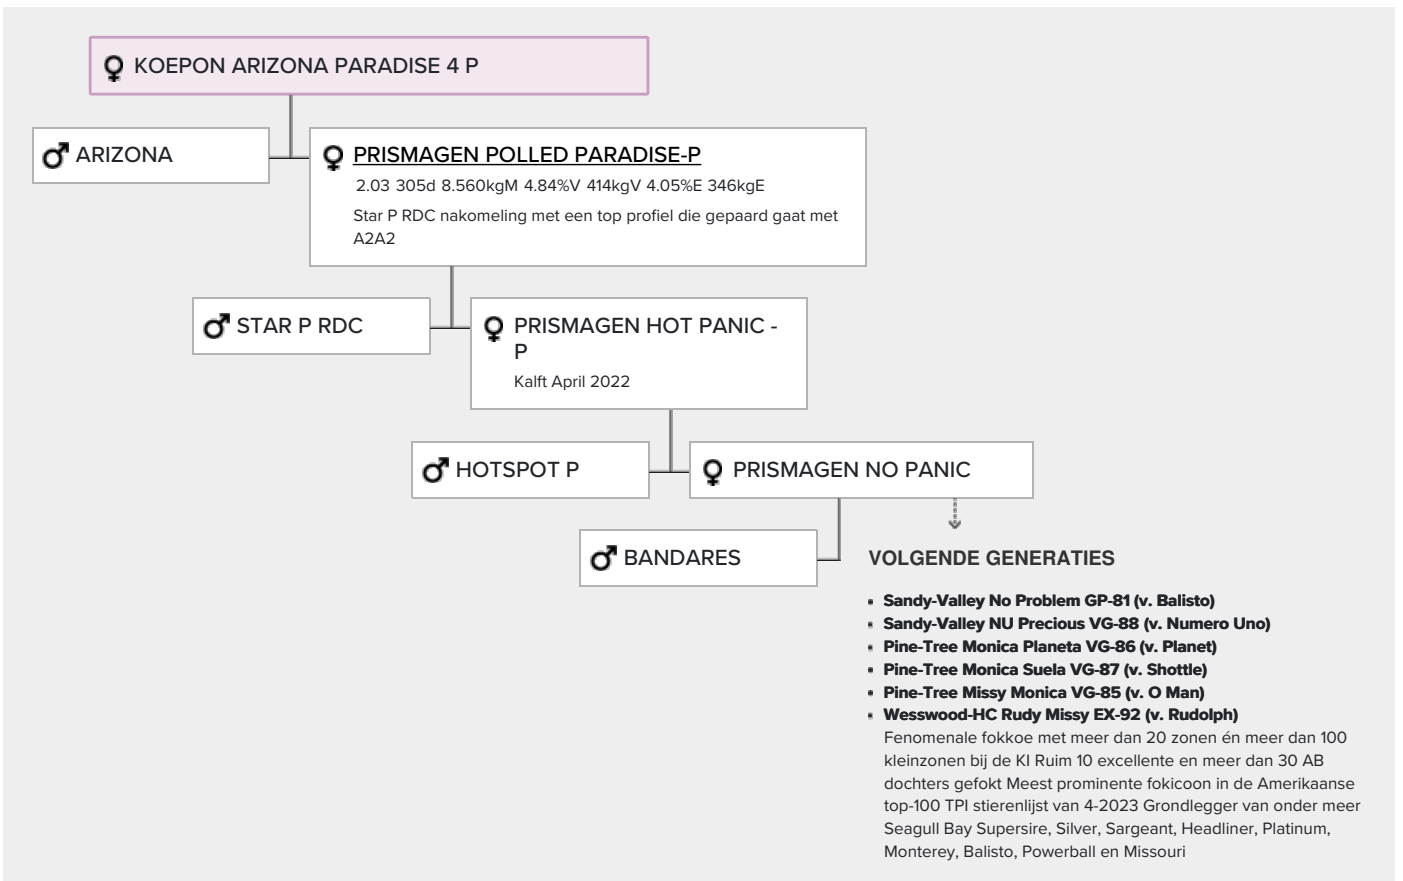 KOEPON ARIZONA PARADISE 4 P
ARIZONA
PRISMAGEN POLLED PARADISE-P
2.03 305d 8.560kgM 4.84%V 414kgV 4.05%E 346kgE
Star P RDC nakomeling met een top profiel die gepaard gaat met
A2A2
STAR P RDC
PRISMAGEN HOT PANIC -
P
Kalft April 2022
HOTSPOT P
PRISMAGEN NO PANIC
BANDARES
VOLGENDE GENERATIES
Sandy-Valley No Problem GP-81 (v. Balisto)
Sandy-Valley NU Precious VG-88 (v. Numero Uno)
Pine-Tree Monica Planeta VG-86 (v. Planet)
Pine-Tree Monica Suela VG-87 (v. Shottle)
Pine-Tree Missy Monica VG-85 (v. O Man)
Wesswood-HC Rudy Missy EX-92 (v. Rudolph)
Fenomenale fokkoe met meer dan 20 zonen én meer dan 100
kleinzonen bij de KI Ruim 10 excellente en meer dan 30 AB
dochters gefokt Meest prominente fokicoon in de Amerikaanse
top-100 TPI stierenlijst van 4-2023 Grondlegger van onder meer
Seagull Bay Supersire, Silver, Sargeant, Headliner, Platinum,
Monterey, Balisto, Powerball en Missouri